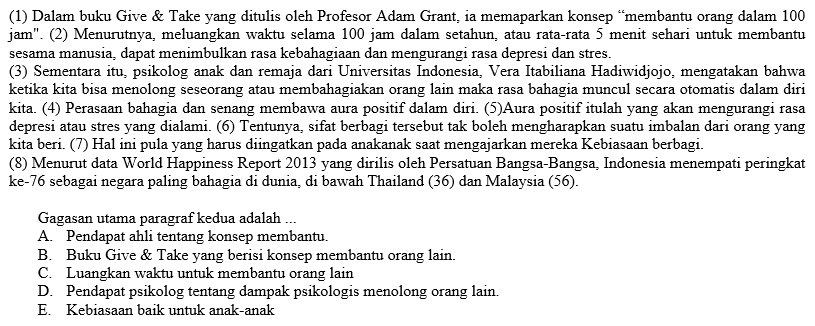 (1) Dalam buku Give & Take yang ditulis oleh Profesor Adam Grant, ia memaparkan konsep “membantu orang dalam 100
jam". (2) Menurutnya, meluangkan waktu selama 100 jam dalam setahun, atau rata-rata 5 menit sehari untuk membantu
sesama manusia, dapat menimbulkan rasa kebahagiaan dan mengurangi rasa depresi dan stres.
(3) Sementara itu, psikolog anak dan remaja dari Universitas Indonesia, Vera Itabiliana Hadiwidjojo, mengatakan bahwa
ketika kita bisa menolong seseorang atau membahagiakan orang lain maka rasa bahagia muncul secara otomatis dalam diri
kita. (4) Perasaan bahagia dan senang membawa aura positif dalam diri. (5)Aura positif itulah yang akan mengurangi rasa
depresi atau stres yang dialami. (6) Tentunya, sifat berbagi tersebut tak boleh mengharapkan suatu imbalan dari orang yang
kita beri. (7) Hal ini pula yang harus diingatkan pada anakanak saat mengajarkan mereka Kebiasaan berbagi.
(8) Menurut data World Happiness Report 2013 yang dirilis oleh Persatuan Bangsa-Bangsa, Indonesia menempati peringkat
ke-76 sebagai negara paling bahagia di dunia, di bawah Thailand (36) dan Malaysia (56).
Gagasan utama paragraf kedua adalah ...
A. Pendapat ahli tentang konsep membantu.
B. Buku Give & Take yang berisi konsep membantu orang lain.
C. Luangkan waktu untuk membantu orang lain
D. Pendapat psikolog tentang dampak psikologis menolong orang lain.
E. Kebiasaan baik untuk anak-anak